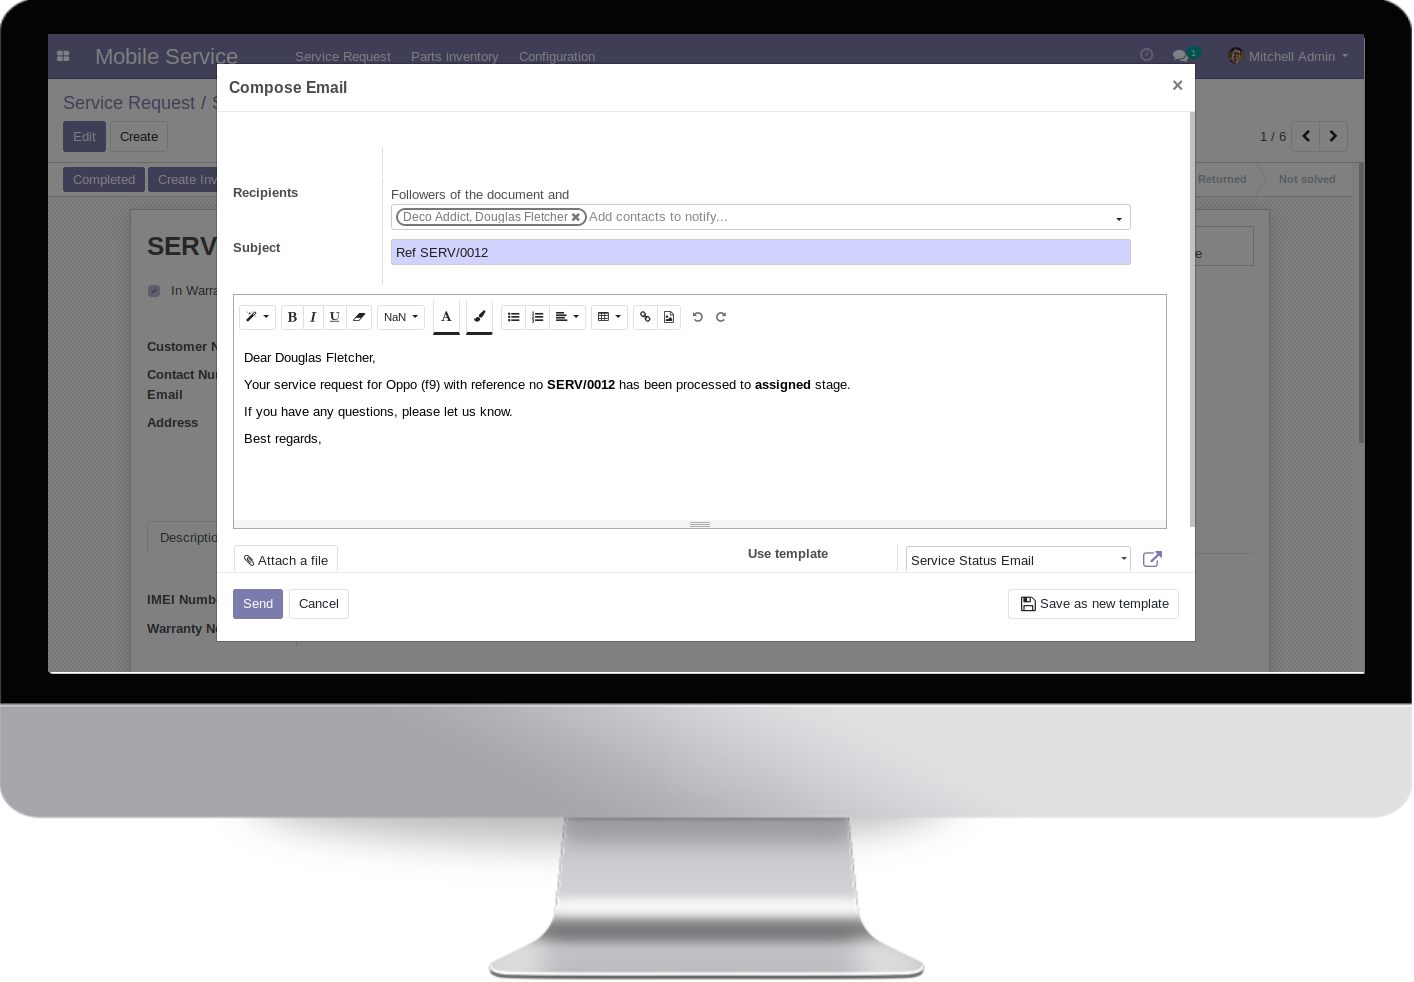 Mobile Service Service Request Parts inventory Configuration 1 Mitchell Admin
Compose Email ×
Service Request / S
Edit Create 1 / 6
Completed Create Inv Returned Not solved
Recipients Followers of the document and
Deco Addict, Douglas Fletcher Add contacts to notify...
Subject Ref SERV/0012
SERV
e
In Warra
B I U NaN A
Customer N
Contact Nu
Email
Address
Dear Douglas Fletcher,
Your service request for Oppo (f9) with reference no SERV/0012 has been processed to assigned stage.
If you have any questions, please let us know.
Best regards,
Descriptio
Attach a file Use template Service Status Email
IMEI Numb
Warranty N
Send Cancel Save as new template